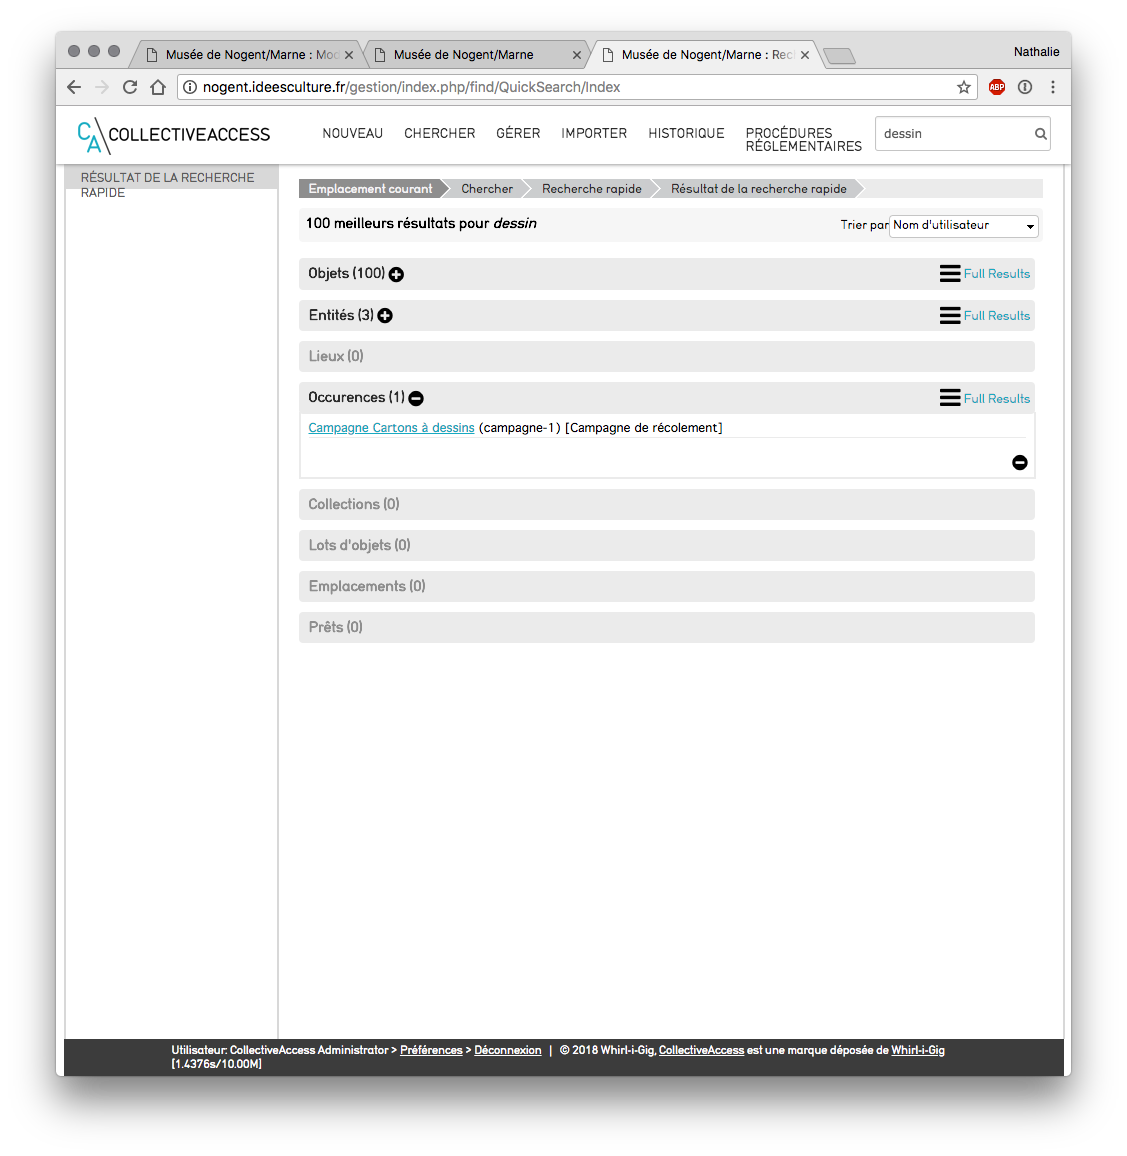 Musée de Nogent/Marne : Mod
Musée de Nogent/Marne
Musée de Nogent/Marne : Rec
Nathalie
nogent.ideesculture.fr/gestion/index.php/find/QuickSearch/Index
ABP
CA COLLECTIVEACCESS
NOUVEAU
CHERCHER
GÉRER
IMPORTER
HISTORIQUE
PROCÉDURES
RÉGLEMENTAIRES
dessin
RÉSULTAT DE LA RECHERCHE
RAPIDE
Emplacement courant
Chercher
Recherche rapide
Résultat de la recherche rapide
100 meilleurs résultats pour dessin
Trier par Nom d'utilisateur
Objets (100)
Full Results
Entités (3)
Full Results
Lieux (0)
Occurences (1)
Full Results
Campagne Cartons à dessins (campagne-1) [Campagne de récolement]
Collections (0)
Lots d'objets (0)
Emplacements (0)
Prêts (0)
Utilisateur: CollectiveAccess Administrator > Préférences > Déconnexion | © 2018 Whirl-i-Gig, CollectiveAccess est une marque déposée de Whirl-i-Gig
[1.4376s/10.00M]